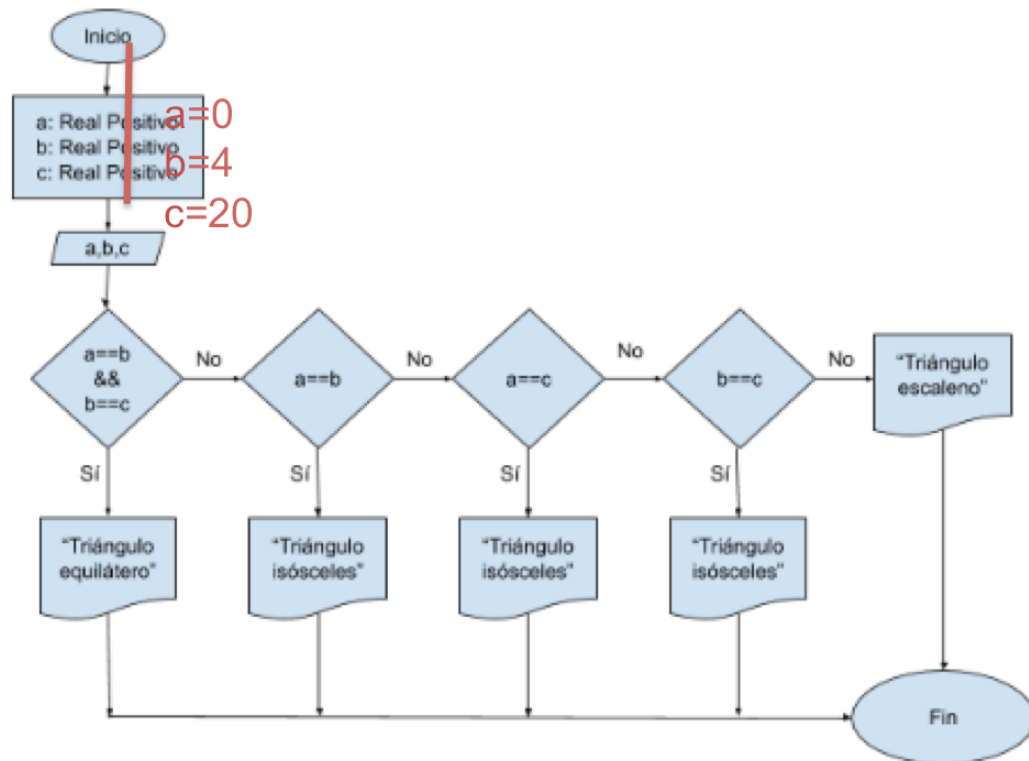 Inicio
a: Real Positivo
b: Real Positivo
c: Real Positivo
a=0
b=4
c=20
a,b,c
a==b
&&
b==c
No
a==b
No
a==c
No
b==c
No
“Triángulo
escaleno”
Sí
Sí
Sí
Sí
“Triángulo
equilátero”
“Triángulo
isósceles”
“Triángulo
isósceles”
“Triángulo
isósceles”
Fin